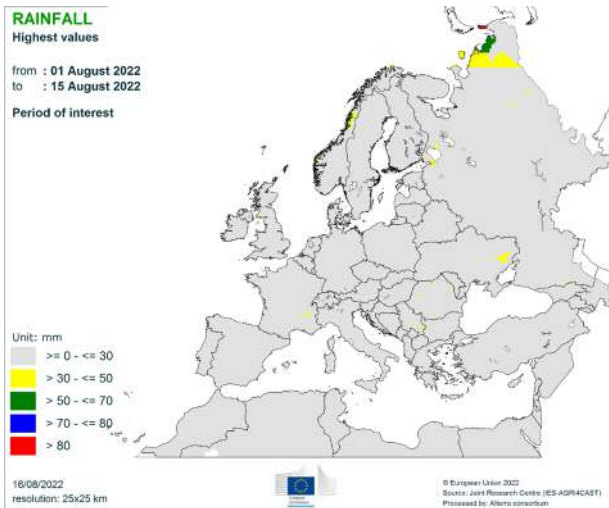 RAINFALL
Highest values
from : 01 August 2022
to : 15 August 2022
Period of interest
Unit: mm
>= 0 - <= 30
> 30 - <= 50
> 50 - <= 70
> 70 - <= 80
> 80
16/08/2022
resolution: 25x25 km
© European Union 2022
Source: Joint Research Centre (IES-AGRI4CAST)
Processed by: Alterra consortium